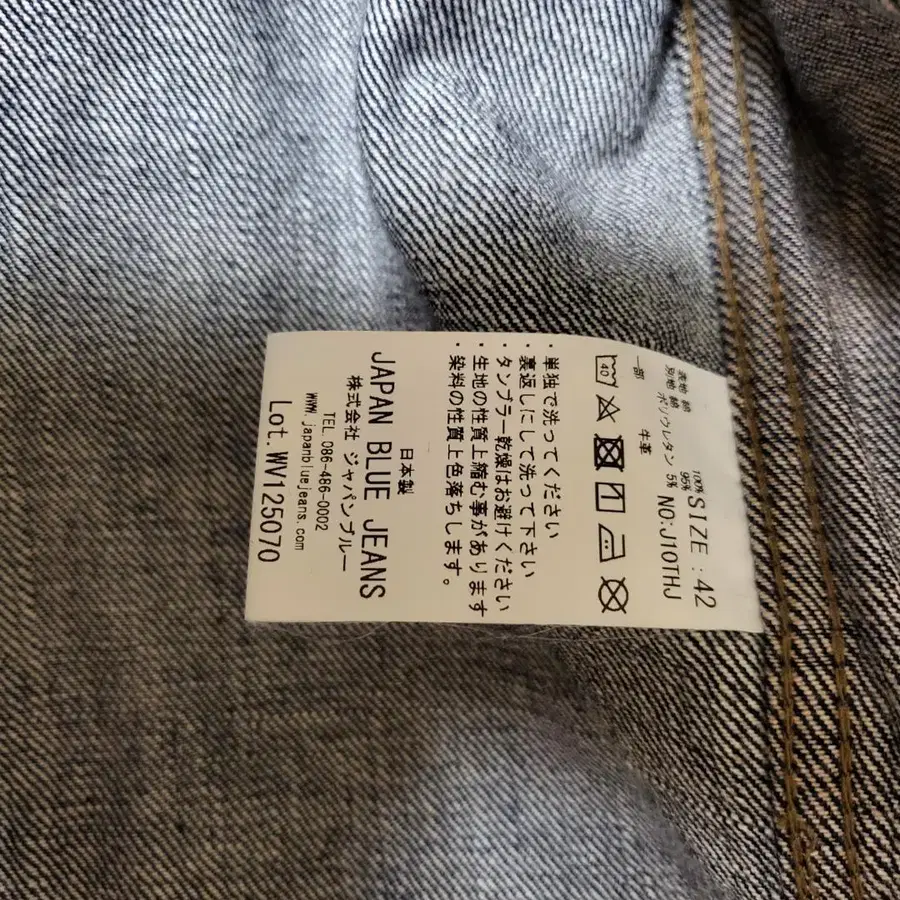 SIZE : 42
NO:J10THJ
表地 綿 100%
別地 綿 95%
ポリウレタン 5%
一部 牛革
40
・単独で洗ってください
・裏返しにして洗って下さい
・タンブラー乾燥はお避けください
・生地の性質上縮む事があります
・染料の性質上色落ちします。
日本製
JAPAN BLUE JEANS
株式会社 ジャパンブルー
TEL.086-486-0002
www.japanbluejeans.com
Lot.WV125070